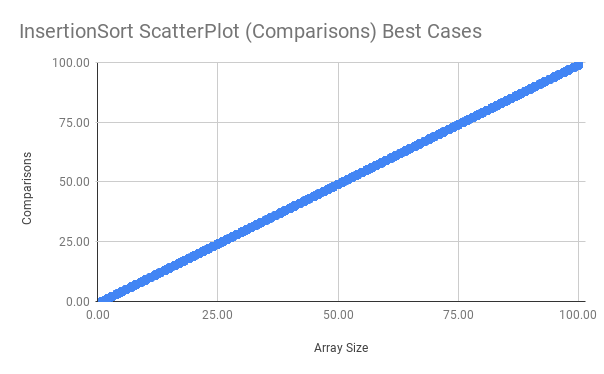 InsertionSort ScatterPlot (Comparisons) Best Cases
100.00
75.00
50.00
25.00
0.00
Comparisons
0.00 25.00 50.00 75.00 100.00
Array Size